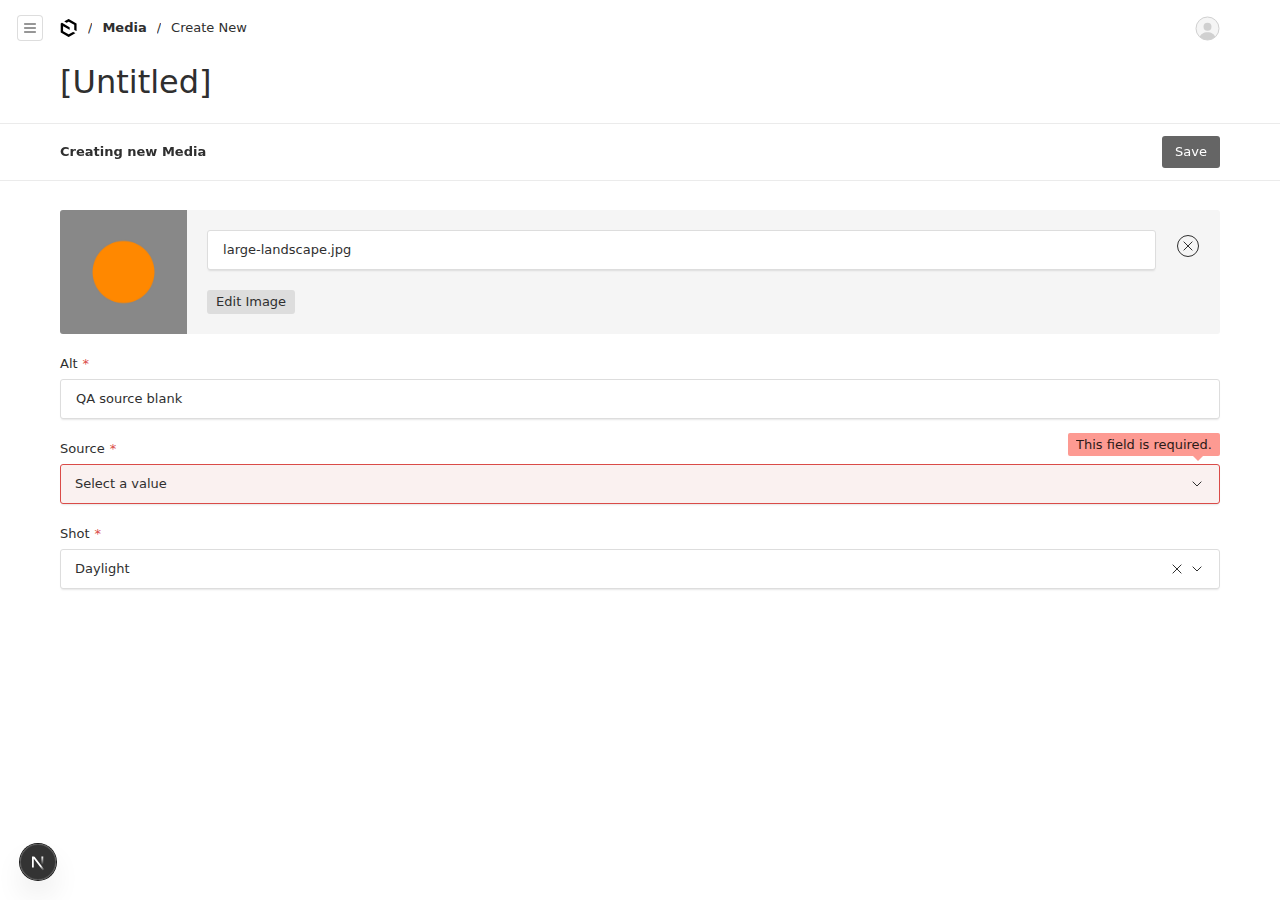 / Media / Create New
[Untitled]
Creating new Media
Save
large-landscape.jpg
Edit Image
Alt *
QA source blank
Source *
This field is required.
Select a value
Shot *
Daylight
N